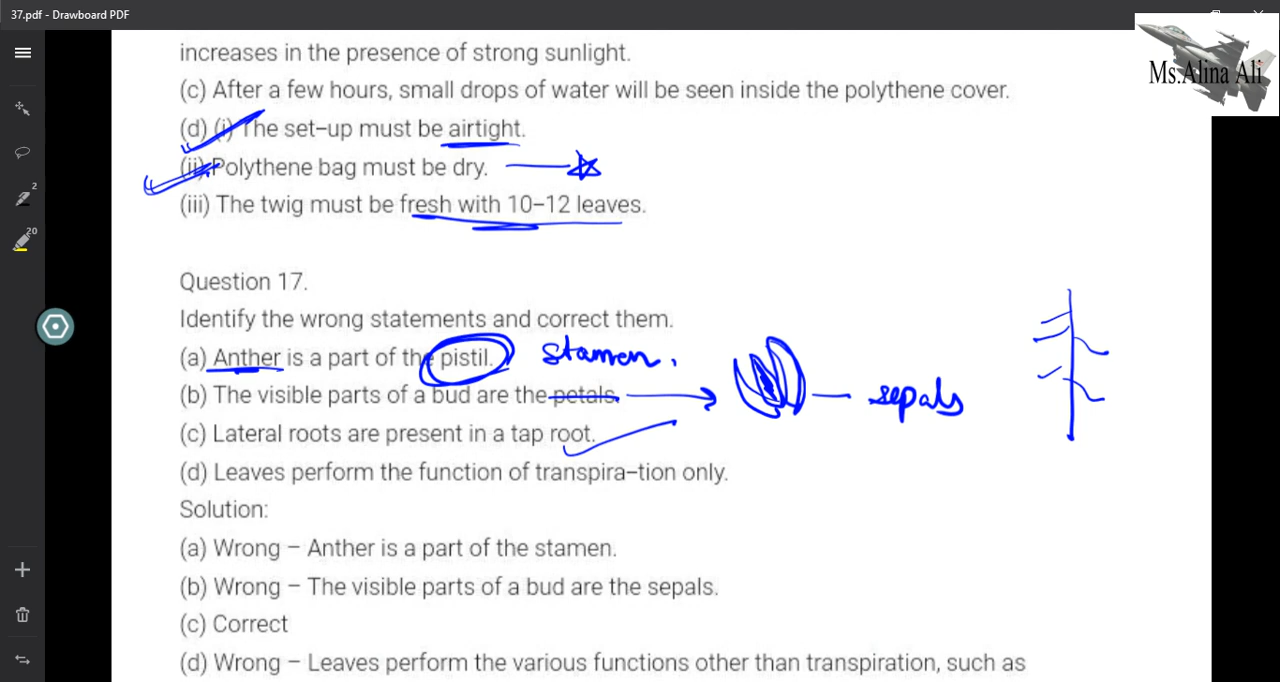 37.pdf - Drawboard PDF
Ms.Alina Ali
increases in the presence of strong sunlight.
(c) After a few hours, small drops of water will be seen inside the polythene cover.
(d) (i) The set-up must be airtight.
2
(ii) Polythene bag must be dry.
(iii) The twig must be fresh with 10–12 leaves.
20
Question 17.
Identify the wrong statements and correct them.
(a) Anther is a part of the pistil. stamen.
(b) The visible parts of a bud are the petals. sepals
(c) Lateral roots are present in a tap root.
(d) Leaves perform the function of transpira–tion only.
Solution:
(a) Wrong – Anther is a part of the stamen.
(b) Wrong – The visible parts of a bud are the sepals.
(c) Correct
(d) Wrong – Leaves perform the various functions other than transpiration, such as